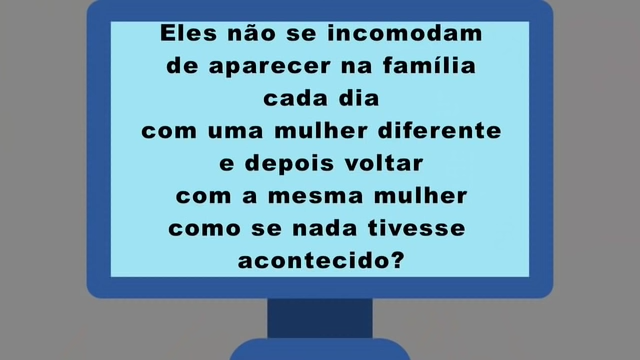 Eles não se incomodam
de aparecer na família
cada dia
com uma mulher diferente
e depois voltar
com a mesma mulher
como se nada tivesse
acontecido?